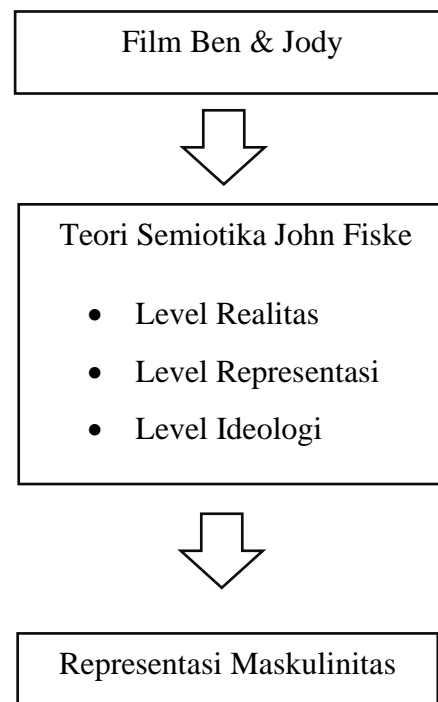 Film Ben & Jody
Teori Semiotika John Fiske
• Level Realitas
• Level Representasi
• Level Ideologi
Representasi Maskulinitas